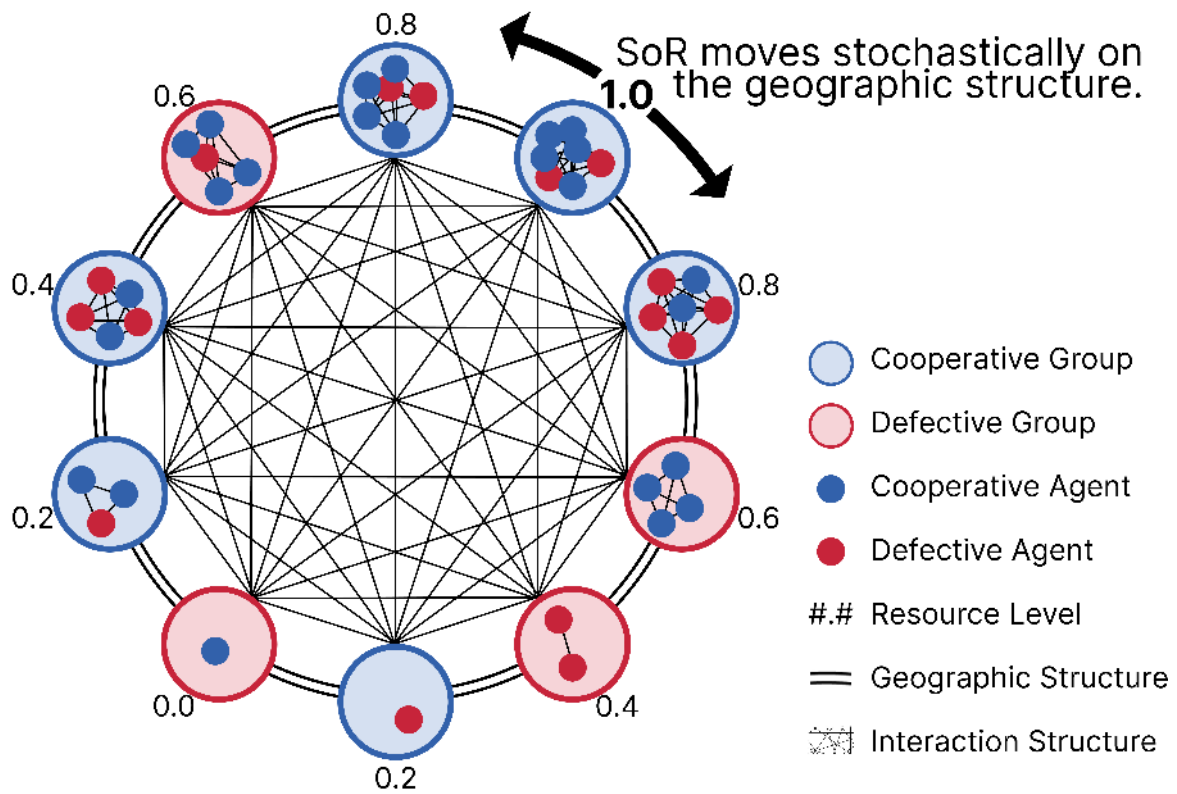 0.8
SoR moves stochastically on
1.0 the geographic structure.
0.6
0.4
0.8
Cooperative Group
Defective Group
Cooperative Agent
0.2
0.6
Defective Agent
#.# Resource Level
Geographic Structure
0.0
0.4
Interaction Structure
0.2